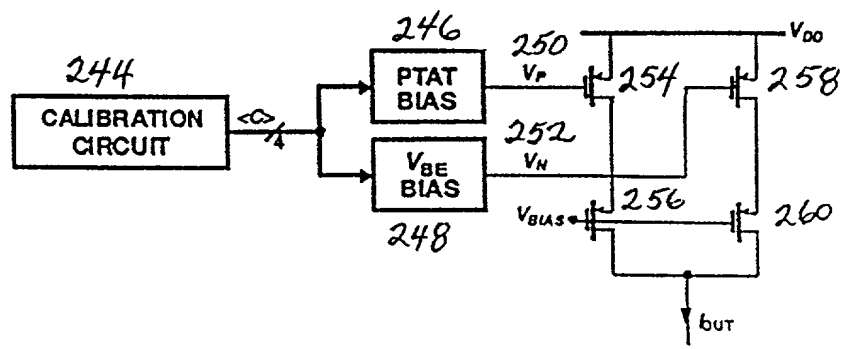 246
250
V_DD
244
PTAT
BIAS
V_P
254
258
CALIBRATION
CIRCUIT
<C>
4
252
V_BE
BIAS
V_N
256
V_BIAS
260
248
I_OUT